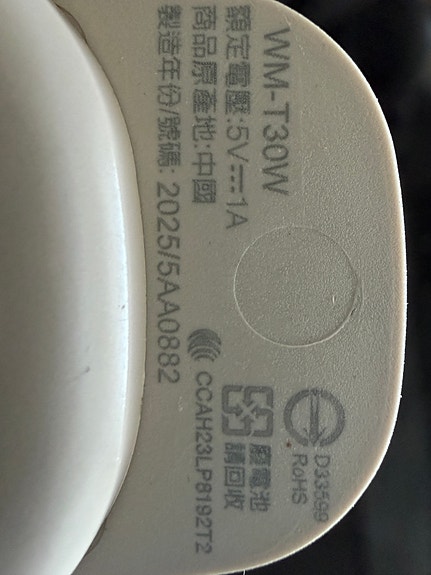 WM-T30W
額定電壓:5V⎓1A
商品原產地:中國
製造年份/號碼: 2025/5AA0882
D33599
RoHS
廢電池
請回收
CCAH23LP8192T2